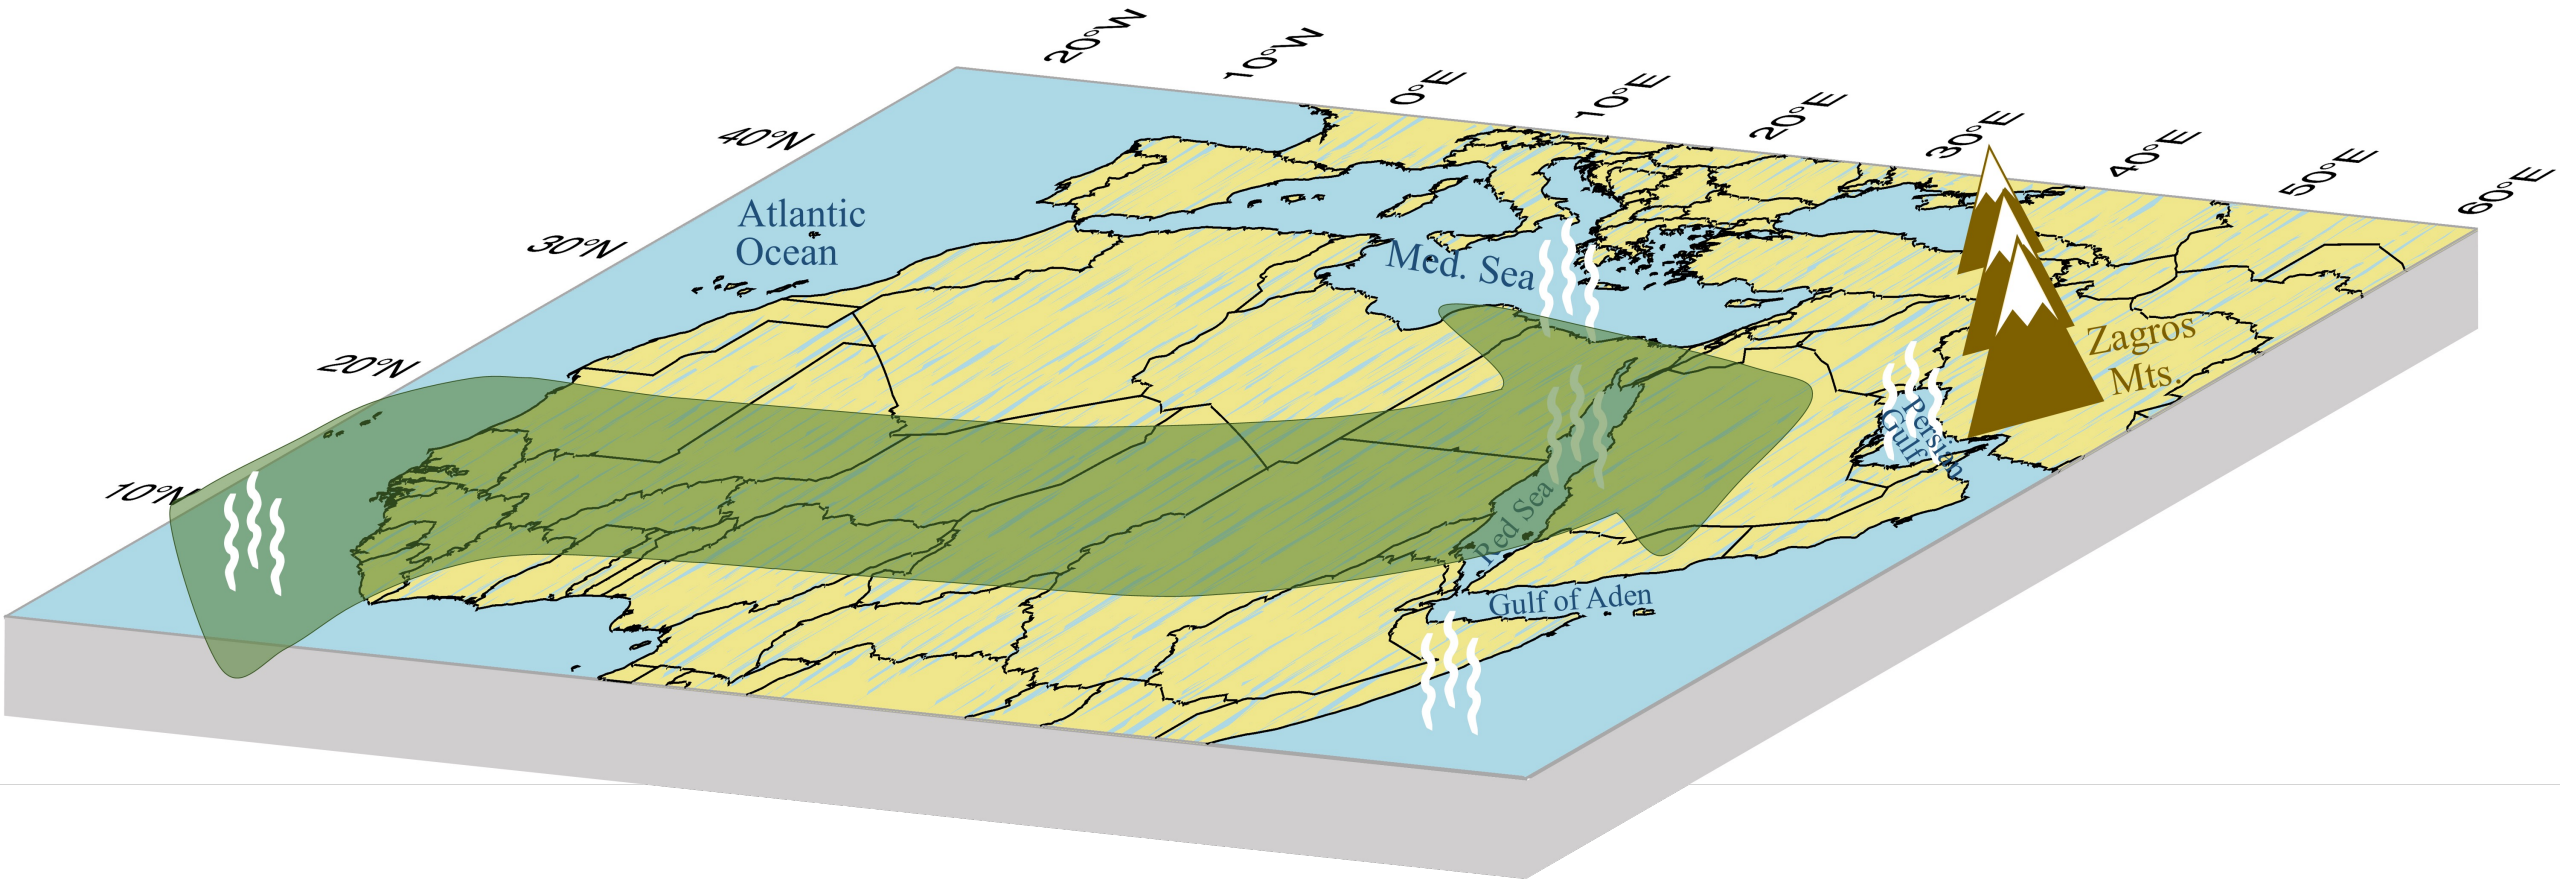 20°W
10°W
0°E
10°E
20°E
30°E
40°E
50°E
60°E
40°N
30°N
20°N
10°N
Atlantic
Ocean
Med. Sea
Zagros
Mts.
Persian
Gulf
Red Sea
Gulf of Aden